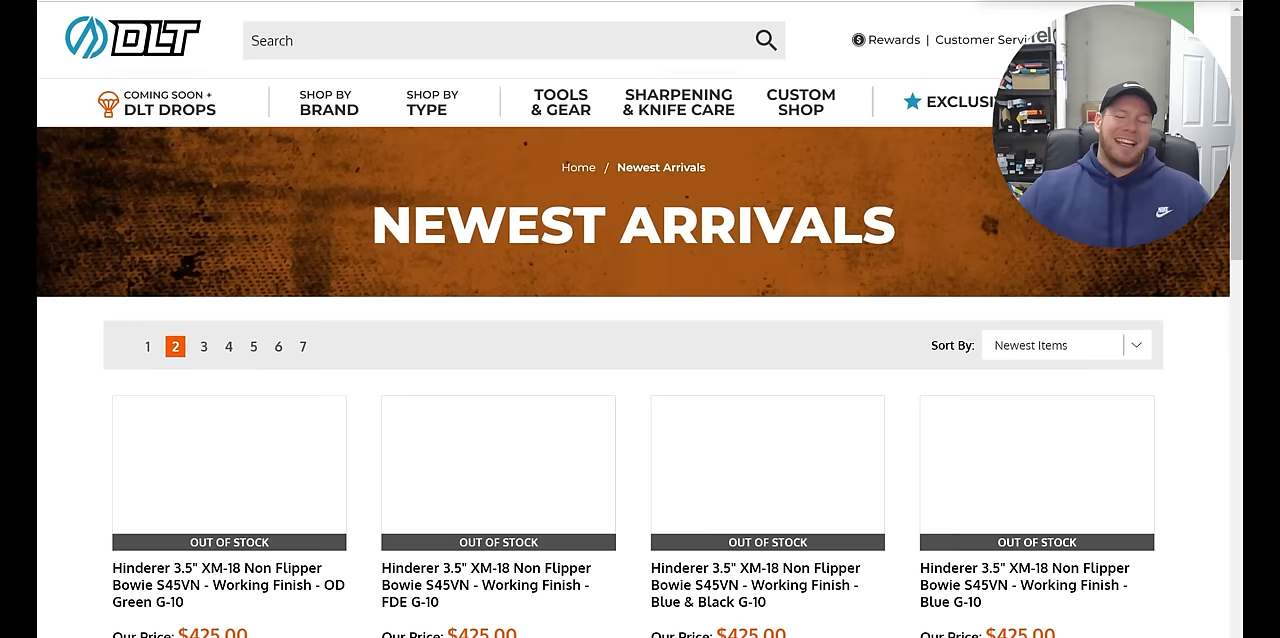 DLT
Search
Rewards | Customer Servi
COMING SOON +
DLT DROPS
SHOP BY
BRAND
SHOP BY
TYPE
TOOLS
& GEAR
SHARPENING
& KNIFE CARE
CUSTOM
SHOP
EXCLUSI
Home / Newest Arrivals
NEWEST ARRIVALS
1 2 3 4 5 6 7
Sort By: Newest Items
OUT OF STOCK
Hinderer 3.5" XM-18 Non Flipper
Bowie S45VN - Working Finish - OD
Green G-10
Our Price: $425.00
OUT OF STOCK
Hinderer 3.5" XM-18 Non Flipper
Bowie S45VN - Working Finish -
FDE G-10
Our Price: $425.00
OUT OF STOCK
Hinderer 3.5" XM-18 Non Flipper
Bowie S45VN - Working Finish -
Blue & Black G-10
Our Price: $425.00
OUT OF STOCK
Hinderer 3.5" XM-18 Non Flipper
Bowie S45VN - Working Finish -
Blue G-10
Our Price: $425.00